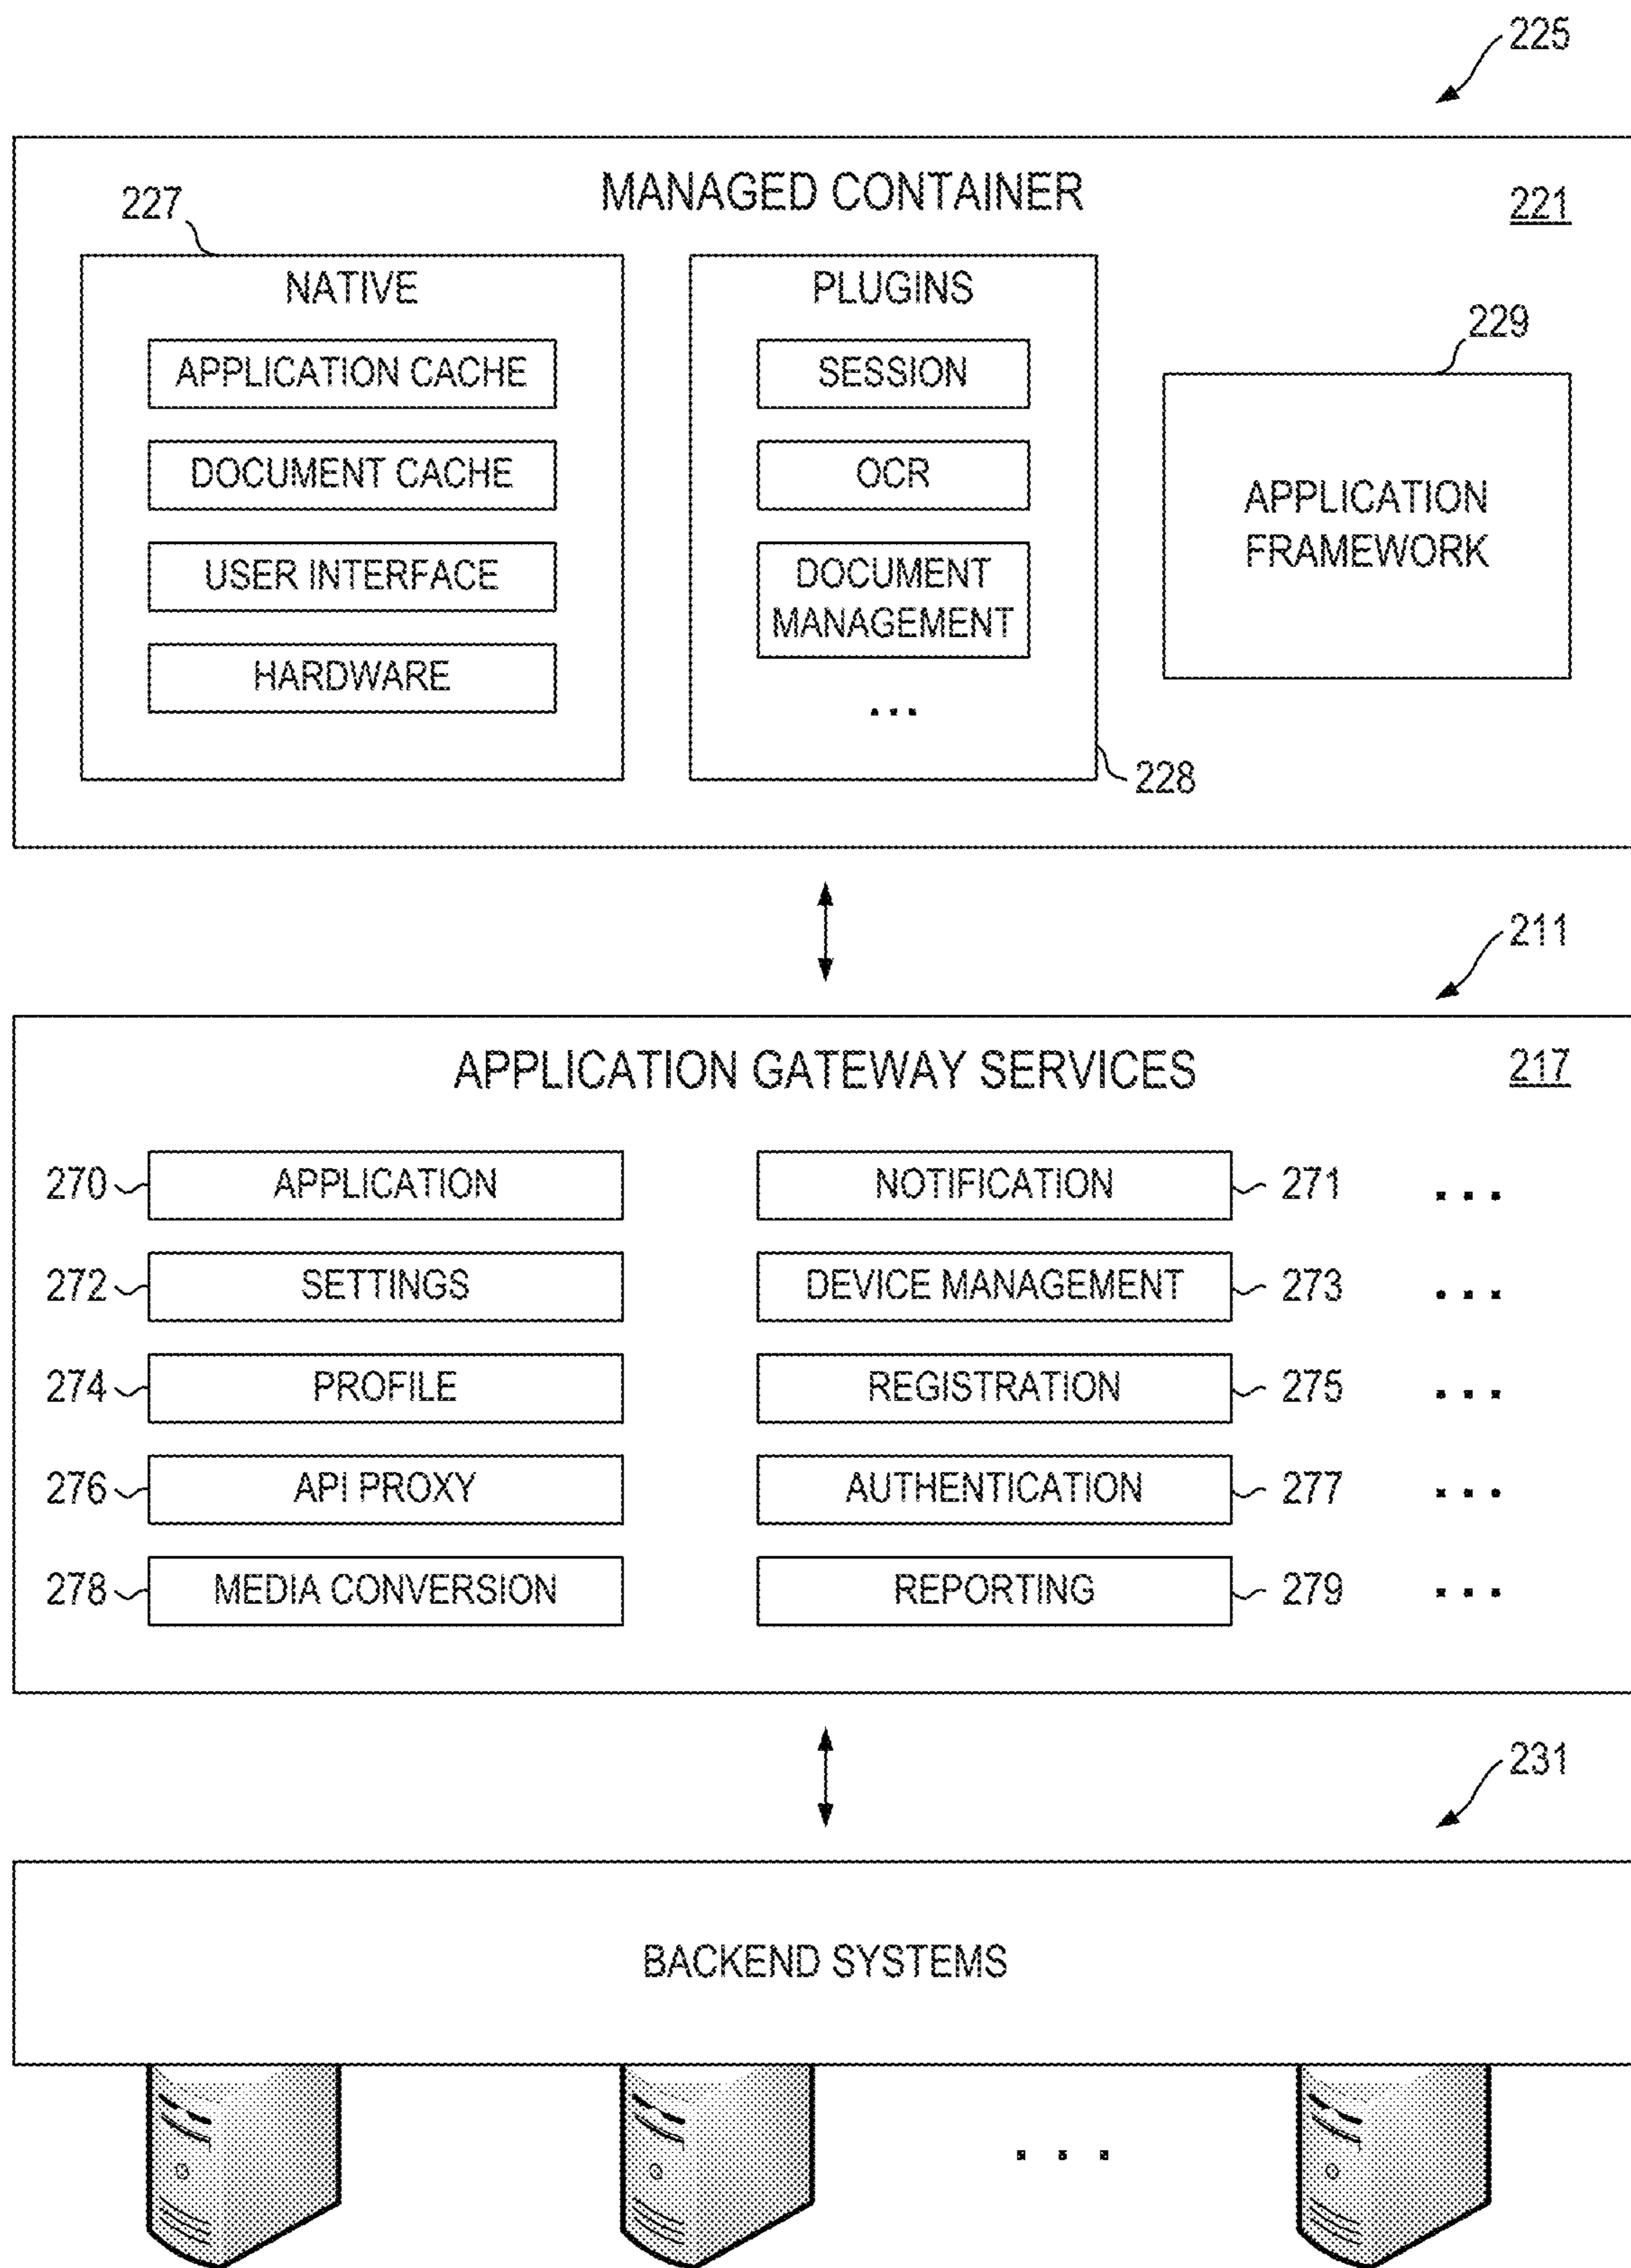 225
MANAGED CONTAINER
221
227
NATIVE
APPLICATION CACHE
DOCUMENT CACHE
USER INTERFACE
HARDWARE
PLUGINS
SESSION
OCR
DOCUMENT
MANAGEMENT
...
228
229
APPLICATION
FRAMEWORK
211
APPLICATION GATEWAY SERVICES
217
270 APPLICATION NOTIFICATION 271 ...
272 SETTINGS DEVICE MANAGEMENT 273 ...
274 PROFILE REGISTRATION 275 ...
276 API PROXY AUTHENTICATION 277 ...
278 MEDIA CONVERSION REPORTING 279 ...
231
BACKEND SYSTEMS
...